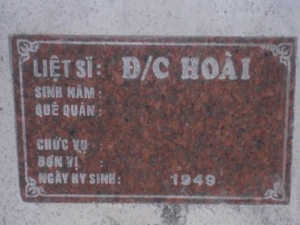 LIỆT SĨ: Đ/C HOÀI
SINH NĂM:
QUÊ QUÁN:
CHỨC VỤ :
ĐƠN VỊ :
NGÀY HY SINH: 1949